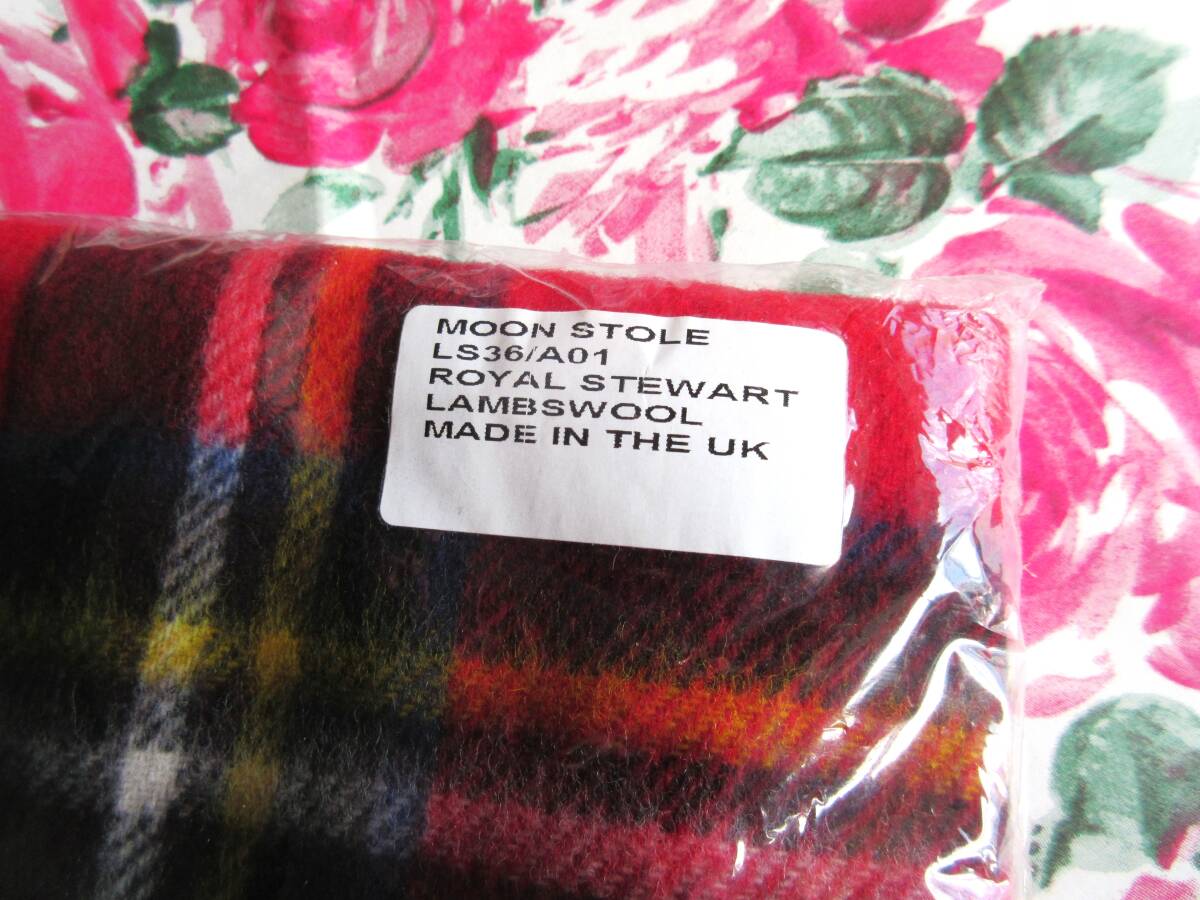 MOON STOLE
LS36/A01
ROYAL STEWART
LAMBSWOOL
MADE IN THE UK